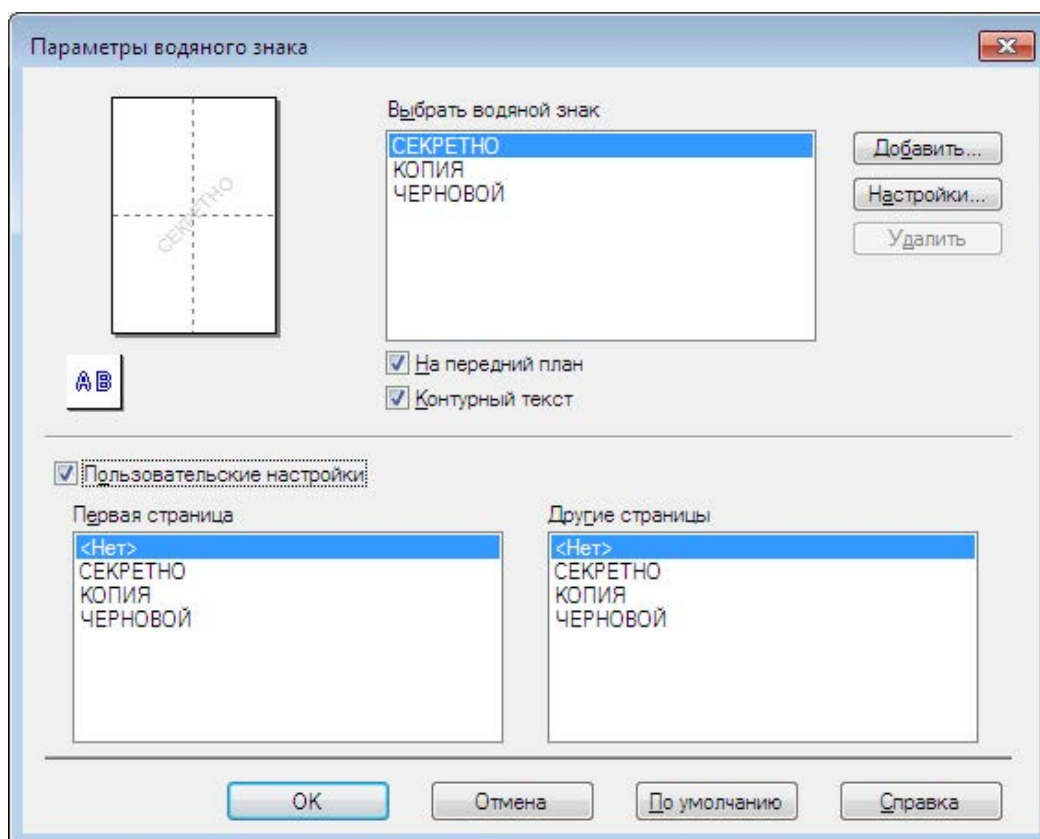 Параметры водяного знака
СЕКРЕТНО
AB
Выбрать водяной знак
СЕКРЕТНО
КОПИЯ
ЧЕРНОВОЙ
Добавить...
Настройки...
Удалить
На передний план
Контурный текст
Пользовательские настройки
Первая страница
<Нет>
СЕКРЕТНО
КОПИЯ
ЧЕРНОВОЙ
Другие страницы
<Нет>
СЕКРЕТНО
КОПИЯ
ЧЕРНОВОЙ
OK
Отмена
По умолчанию
Справка